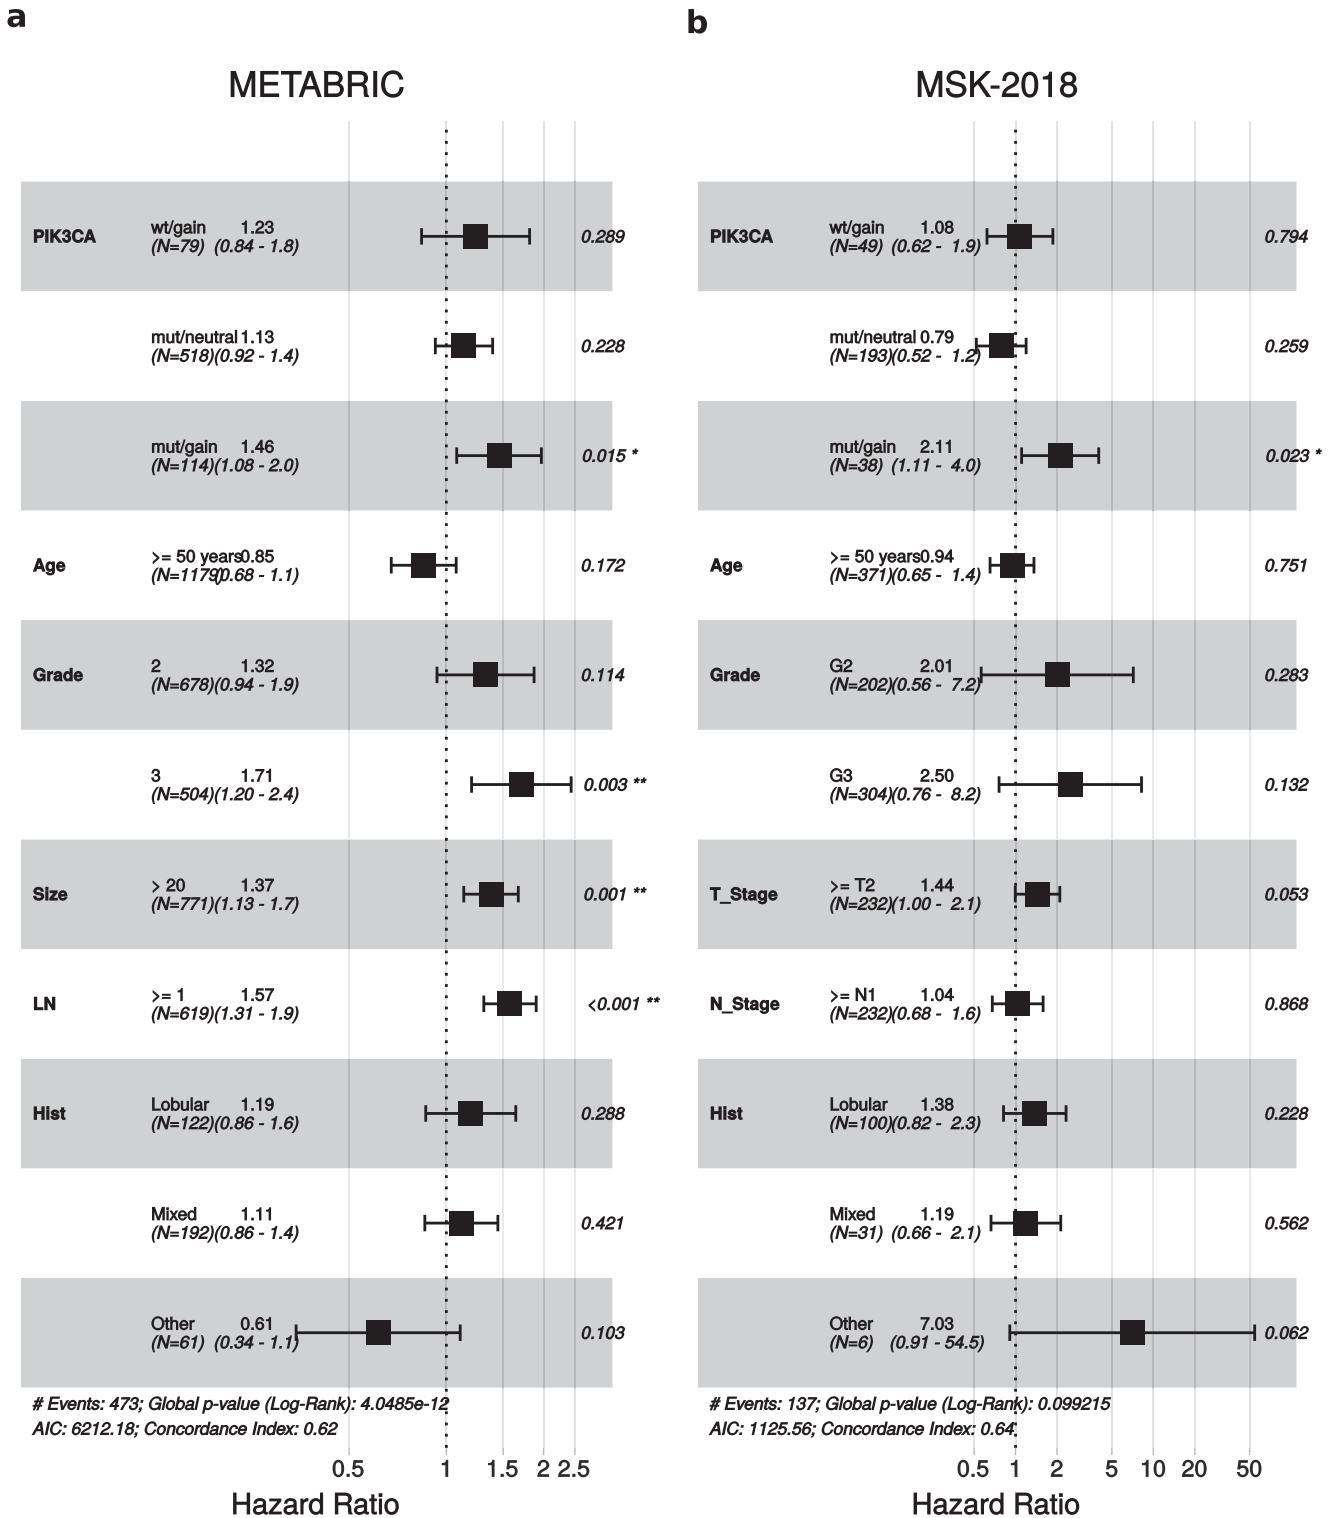 a
METABRIC
PIK3CA wt/gain 1.23
(N=79) (0.84 - 1.8) 0.289
mut/neutral 1.13
(N=518)(0.92 - 1.4) 0.228
mut/gain 1.46
(N=114)(1.08 - 2.0) 0.015 *
Age >= 50 years0.85
(N=1179)(0.68 - 1.1) 0.172
Grade 2 1.32
(N=678)(0.94 - 1.9) 0.114
3 1.71
(N=504)(1.20 - 2.4) 0.003 **
Size > 20 1.37
(N=771)(1.13 - 1.7) 0.001 **
LN >= 1 1.57
(N=619)(1.31 - 1.9) <0.001 **
Hist Lobular 1.19
(N=122)(0.86 - 1.6) 0.288
Mixed 1.11
(N=192)(0.86 - 1.4) 0.421
Other 0.61
(N=61) (0.34 - 1.1) 0.103
# Events: 473; Global p-value (Log-Rank): 4.0485e-12
AIC: 6212.18; Concordance Index: 0.62
0.5 1 1.5 2 2.5
Hazard Ratio
b
MSK-2018
PIK3CA wt/gain 1.08
(N=49) (0.62 - 1.9) 0.794
mut/neutral 0.79
(N=193)(0.52 - 1.2) 0.259
mut/gain 2.11
(N=38) (1.11 - 4.0) 0.023 *
Age >= 50 years0.94
(N=371)(0.65 - 1.4) 0.751
Grade G2 2.01
(N=202)(0.56 - 7.2) 0.283
G3 2.50
(N=304)(0.76 - 8.2) 0.132
T_Stage >= T2 1.44
(N=232)(1.00 - 2.1) 0.053
N_Stage >= N1 1.04
(N=232)(0.68 - 1.6) 0.868
Hist Lobular 1.38
(N=100)(0.82 - 2.3) 0.228
Mixed 1.19
(N=31) (0.66 - 2.1) 0.562
Other 7.03
(N=6) (0.91 - 54.5) 0.062
# Events: 137; Global p-value (Log-Rank): 0.099215
AIC: 1125.56; Concordance Index: 0.64
0.5 1 2 5 10 20 50
Hazard Ratio